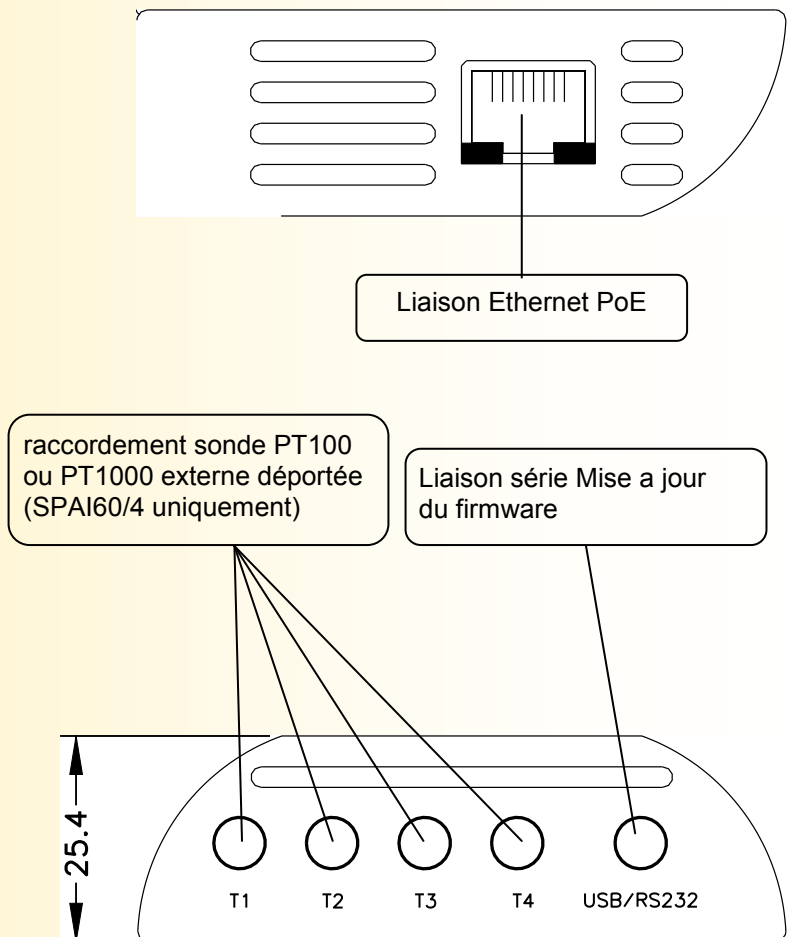 Liaison Ethernet PoE
raccordement sonde PT100
ou PT1000 externe déportée
(SPAI60/4 uniquement)
Liaison série Mise a jour
du firmware
25.4
T1
T2
T3
T4
USB/RS232